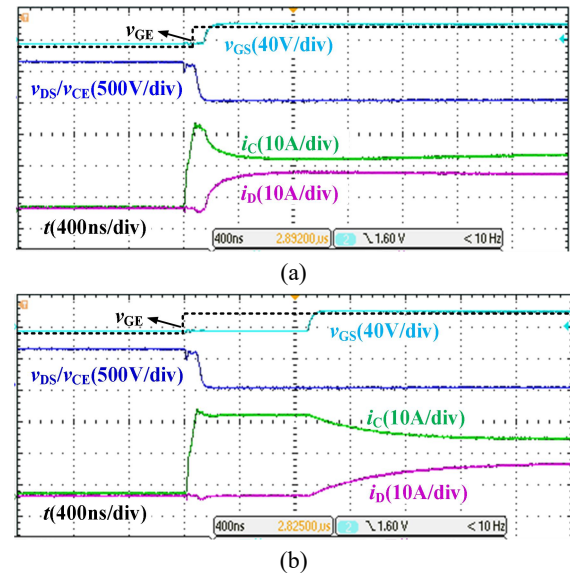 vGE
vGS(40V/div)
vDS/vCE(500V/div)
iC(10A/div)
iD(10A/div)
t(400ns/div)
400ns 2.89200 µs 2 1.60 V < 10 Hz
(a)
vGE
vGS(40V/div)
vDS/vCE(500V/div)
iC(10A/div)
iD(10A/div)
t(400ns/div)
400ns 2.82500 µs 2 1.60 V < 10 Hz
(b)